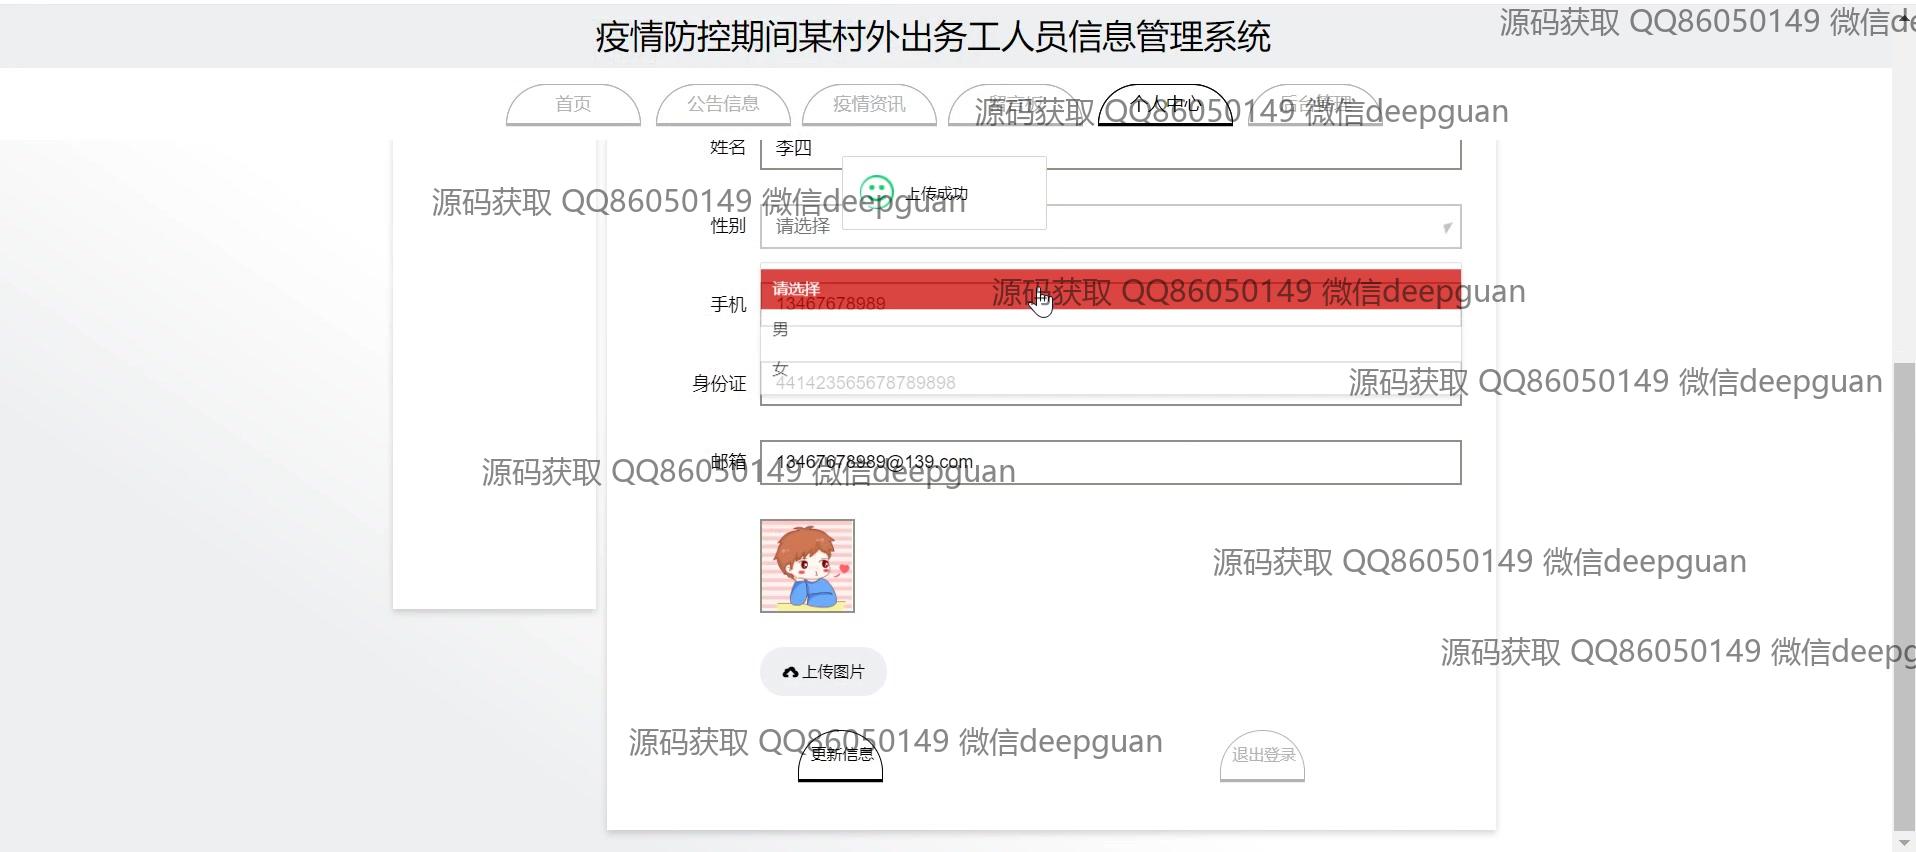 疫情防控期间某村外出务工人员信息管理系统
源码获取 QQ86050149 微信de
首页
公告信息
疫情资讯
留言板
个人中心
后台管理
源码获取 QQ86050149 微信deepguan
姓名
李四
上传成功
源码获取 QQ86050149 微信deepguan
性别
请选择
请选择
源码获取 QQ86050149 微信deepguan
手机
13467678989
男
女
身份证
441423565678789898
源码获取 QQ86050149 微信deepguan
邮箱
13467678989@139.com
源码获取 QQ86050149 微信deepguan
源码获取 QQ86050149 微信deepguan
源码获取 QQ86050149 微信deepg
上传图片
源码获取 QQ86050149 微信deepguan
更新信息
退出登录